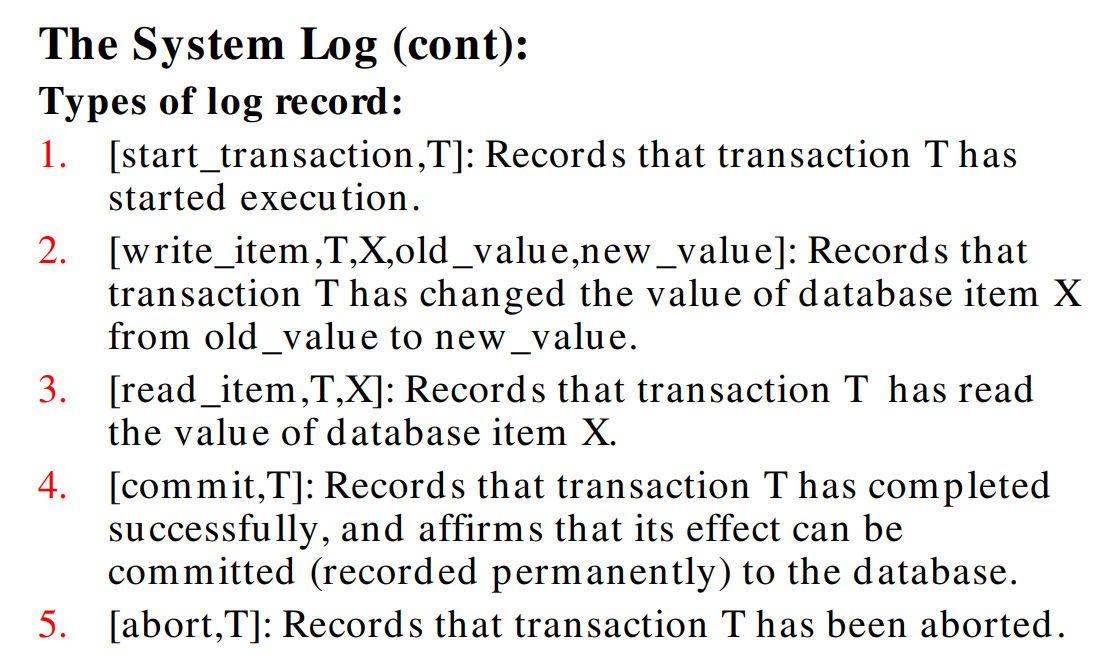 The System Log (cont):
Types of log record:
1. [start_transaction,T]: Records that transaction T has
started execution.
2. [write_item,T,X,old_value,new_value]: Records that
transaction T has changed the value of database item X
from old_value to new_value.
3. [read_item,T,X]: Records that transaction T has read
the value of database item X.
4. [commit,T]: Records that transaction T has completed
successfully, and affirms that its effect can be
committed (recorded permanently) to the database.
5. [abort,T]: Records that transaction T has been aborted.